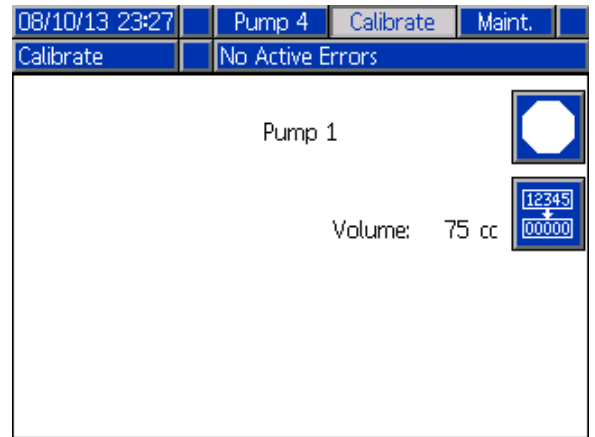 08/10/13 23:27 Pump 4 Calibrate Maint.
Calibrate No Active Errors
Pump 1
12345
Volume: 75 cc 00000